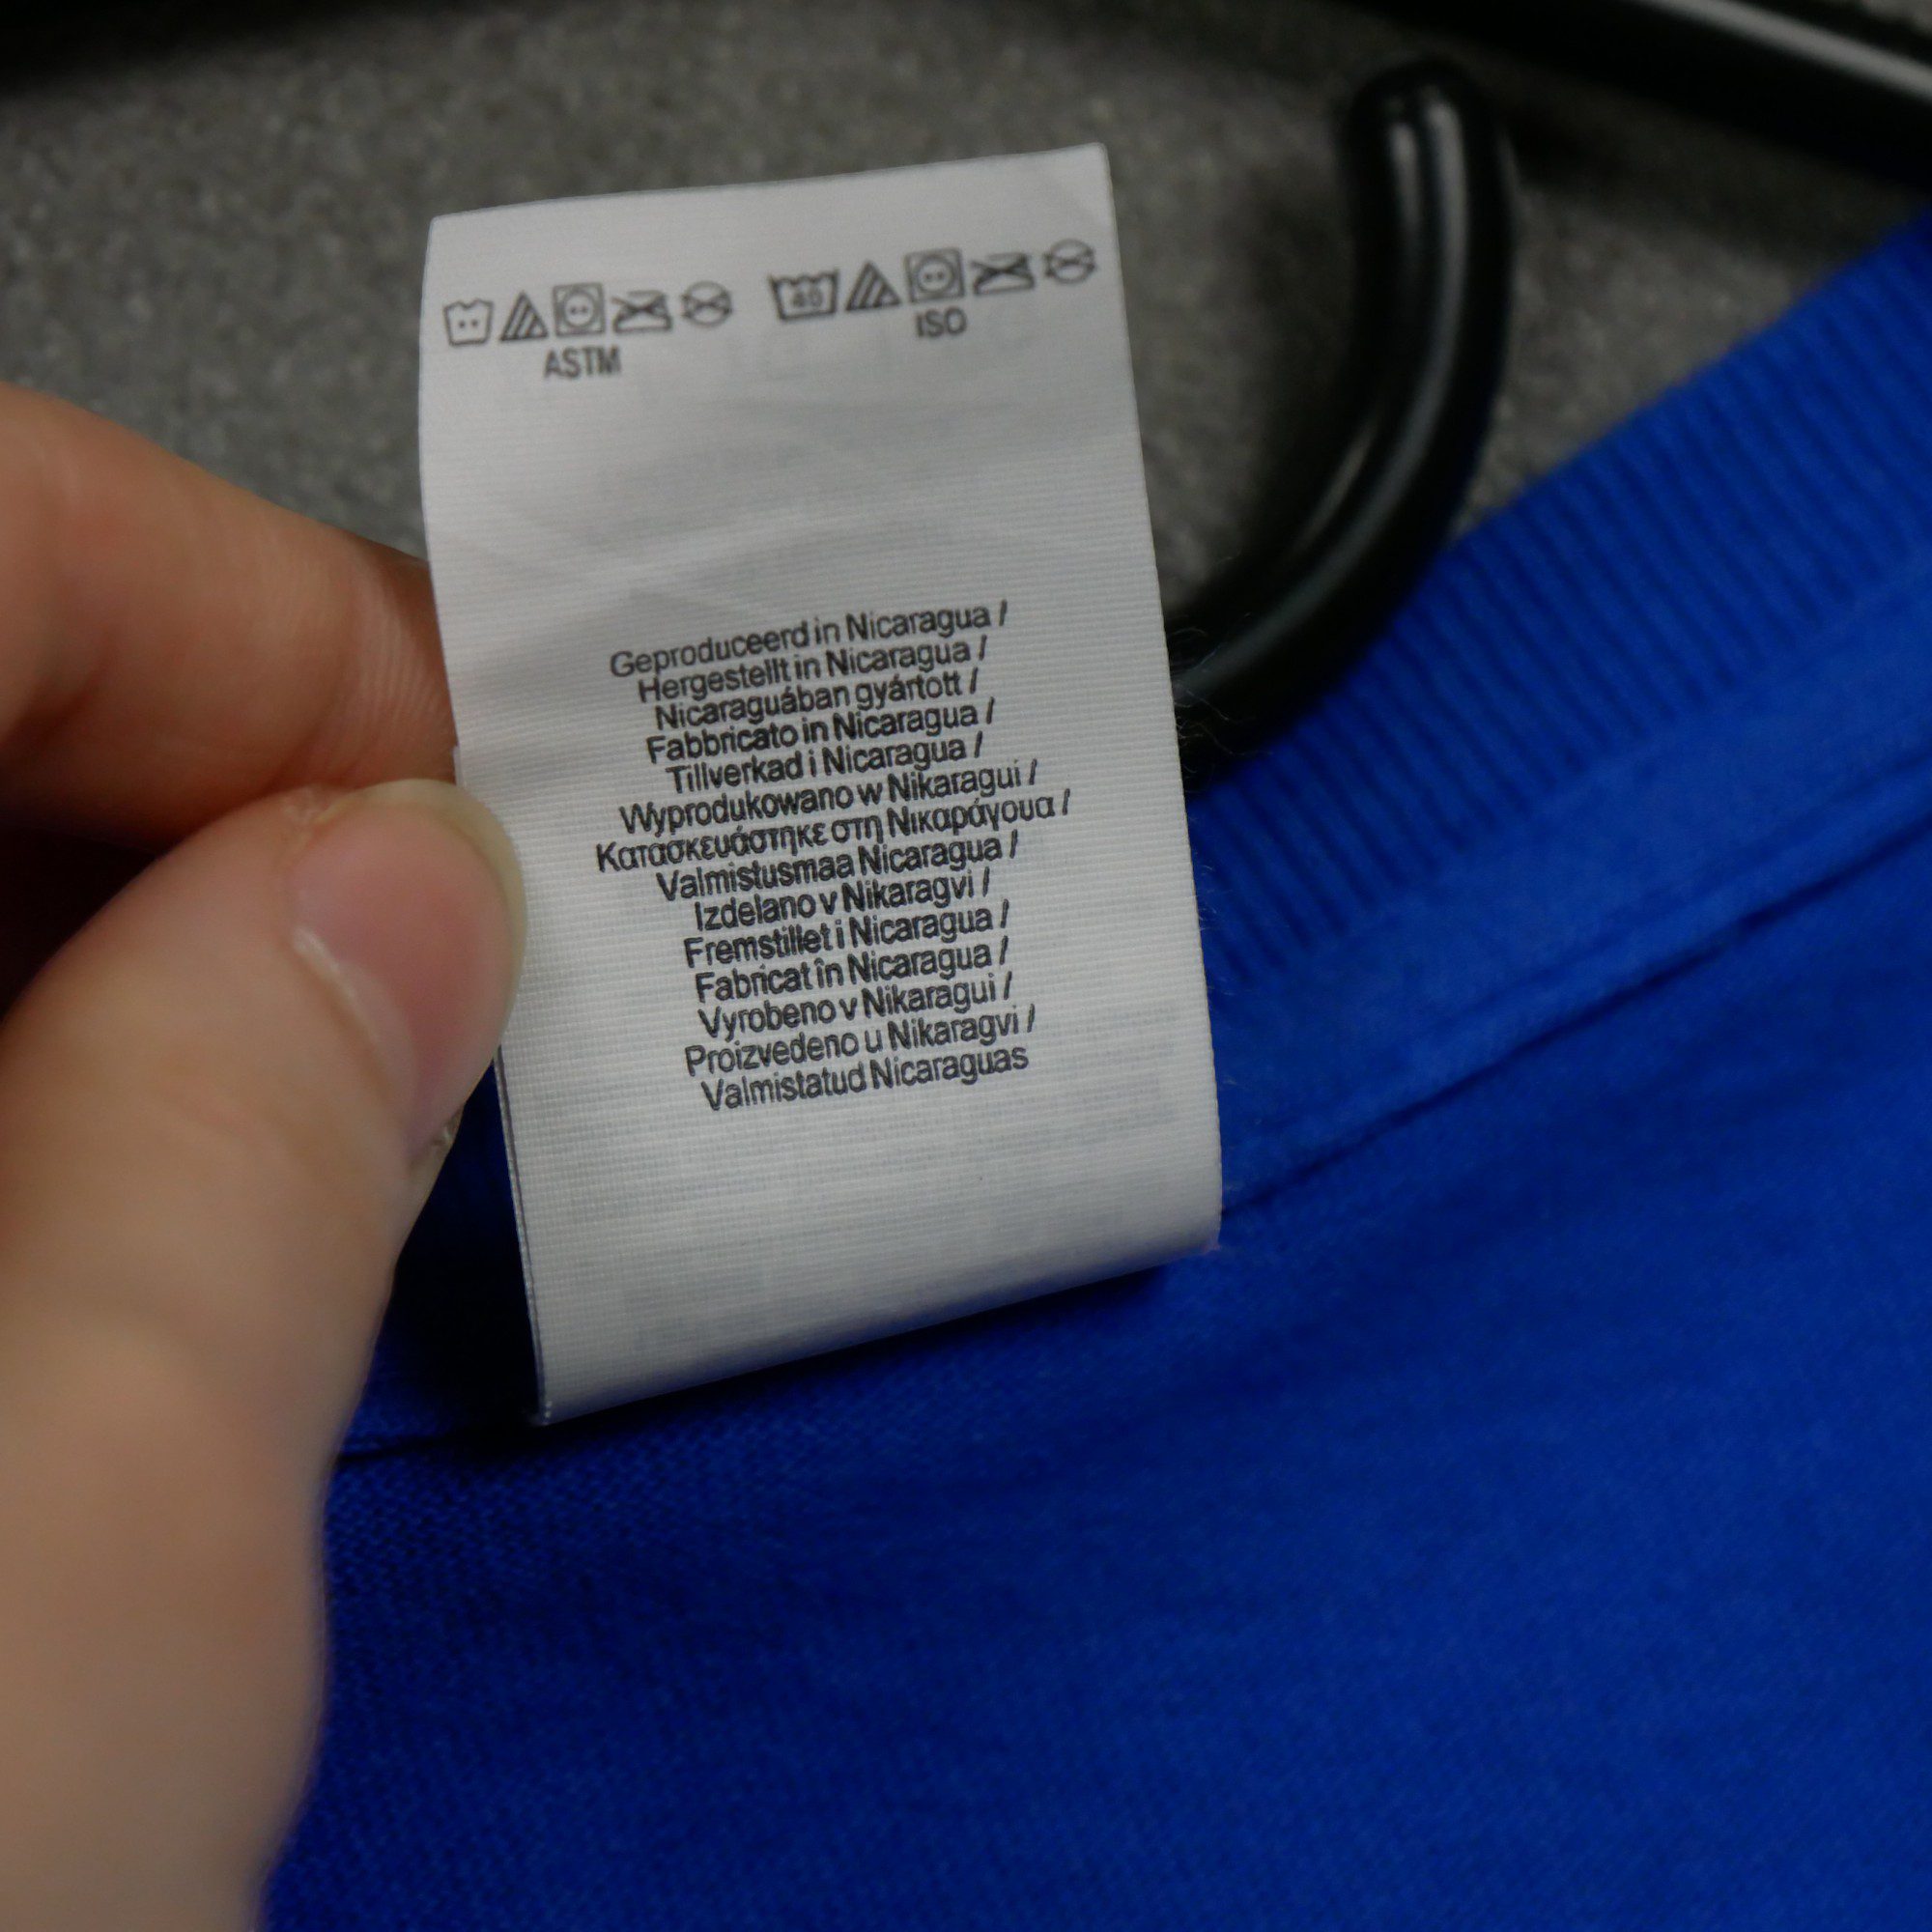 40
ASTM
ISO
Geproduceerd in Nicaragua /
Hergestellt in Nicaragua /
Nicaraguában gyártott /
Fabbricato in Nicaragua /
Tillverkad i Nicaragua /
Wyprodukowano w Nikaragui /
Κατασκευάστηκε στη Νικαράγουα /
Valmistusmaa Nicaragua /
Izdelano v Nikaragvi /
Fremstillet i Nicaragua /
Fabricat în Nicaragua /
Vyrobeno v Nikaragui /
Proizvedeno u Nikaragvi /
Valmistatud Nicaraguas